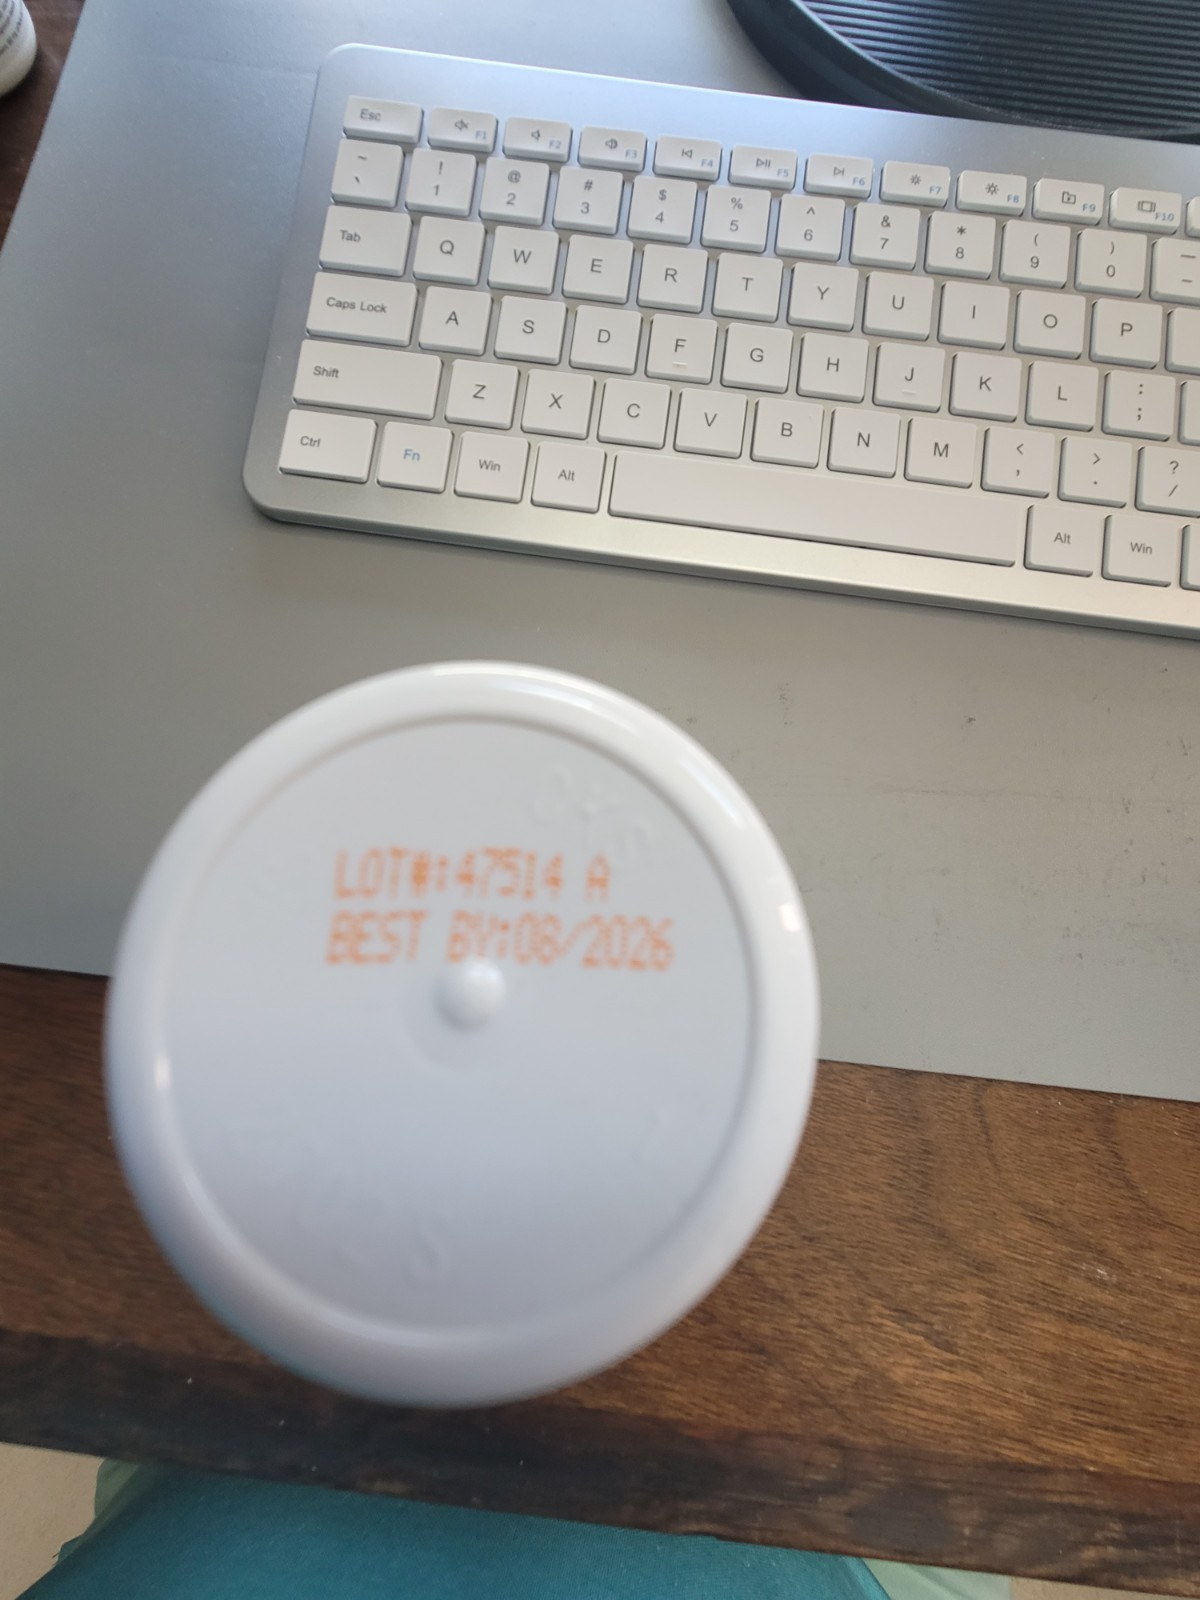 Esc F1 F2 F3 F4 F5 F6 F7 F8 F9 F10
~ ` ! 1 @ 2 # 3 $ 4 % 5 ^ 6 & 7 * 8 ( 9 ) 0
Tab Q W E R T Y U I O P
Caps Lock A S D F G H J K L : ;
Shift Z X C V B N M < , > . ? /
Ctrl Fn Win Alt Alt Win
LOT#:47514 A
BEST BY:08/2026